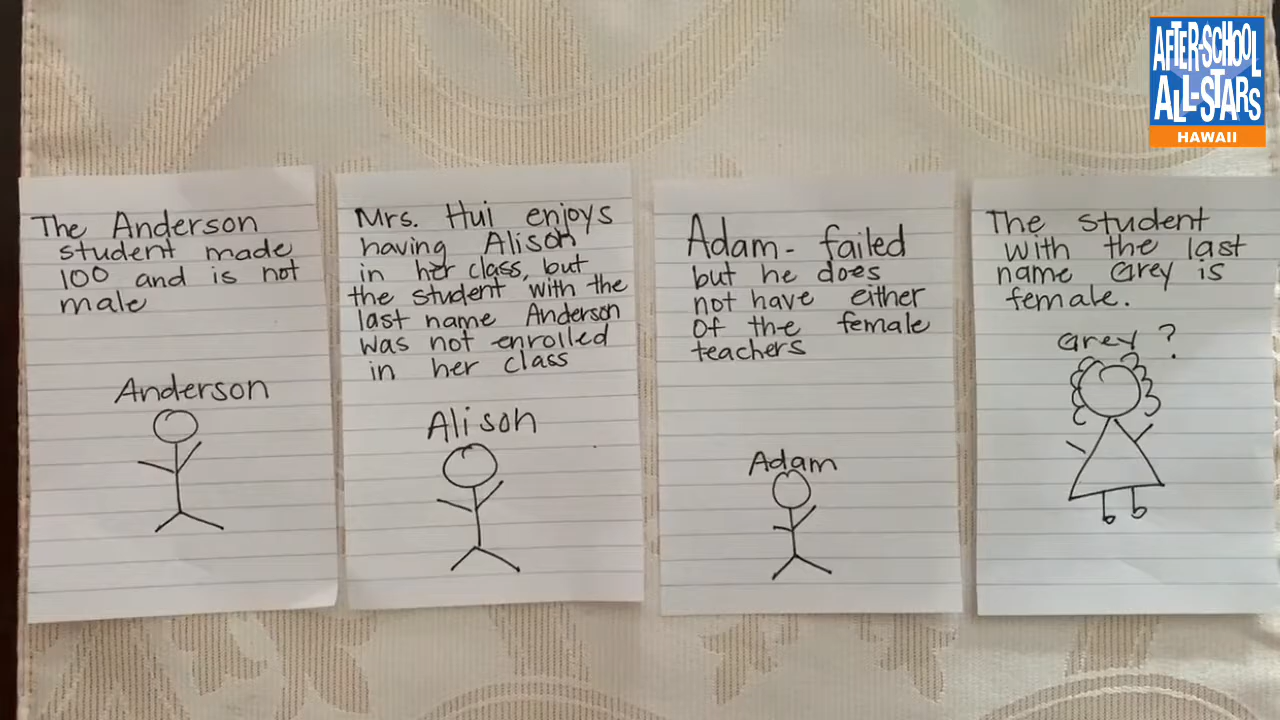 The Anderson
student made
100 and is not
male
Anderson
Mrs. Hui enjoys
having Alison
in her class, but
the student with the
last name Anderson
was not enrolled
in her class
Alison
Adam - failed
but he does
not have either
of the female
teachers
Adam
The student
with the last
name Grey is
female.
Grey ?
AFTER-SCHOOL
ALL-STARS
HAWAII